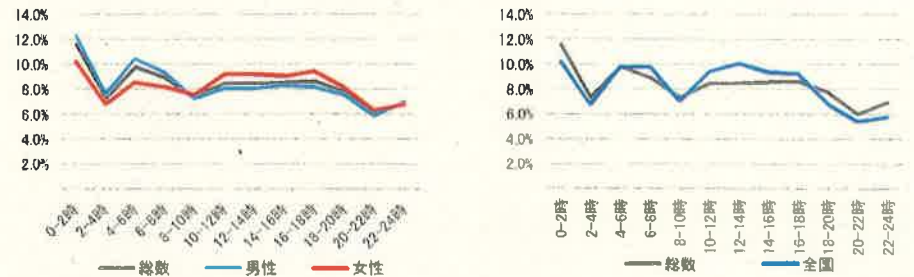 14.0%
12.0%
10.0%
8.0%
6.0%
4.0%
2.0%
0-2時
2-4時
4-6時
6-8時
8-10時
10-12時
12-14時
14-16時
16-18時
18-20時
20-22時
22-24時
総数 男性 女性
14.0%
12.0%
10.0%
8.0%
6.0%
4.0%
2.0%
0-2時
2-4時
4-6時
6-8時
8-10時
10-12時
12-14時
14-16時
16-18時
18-20時
20-22時
22-24時
総数 全国